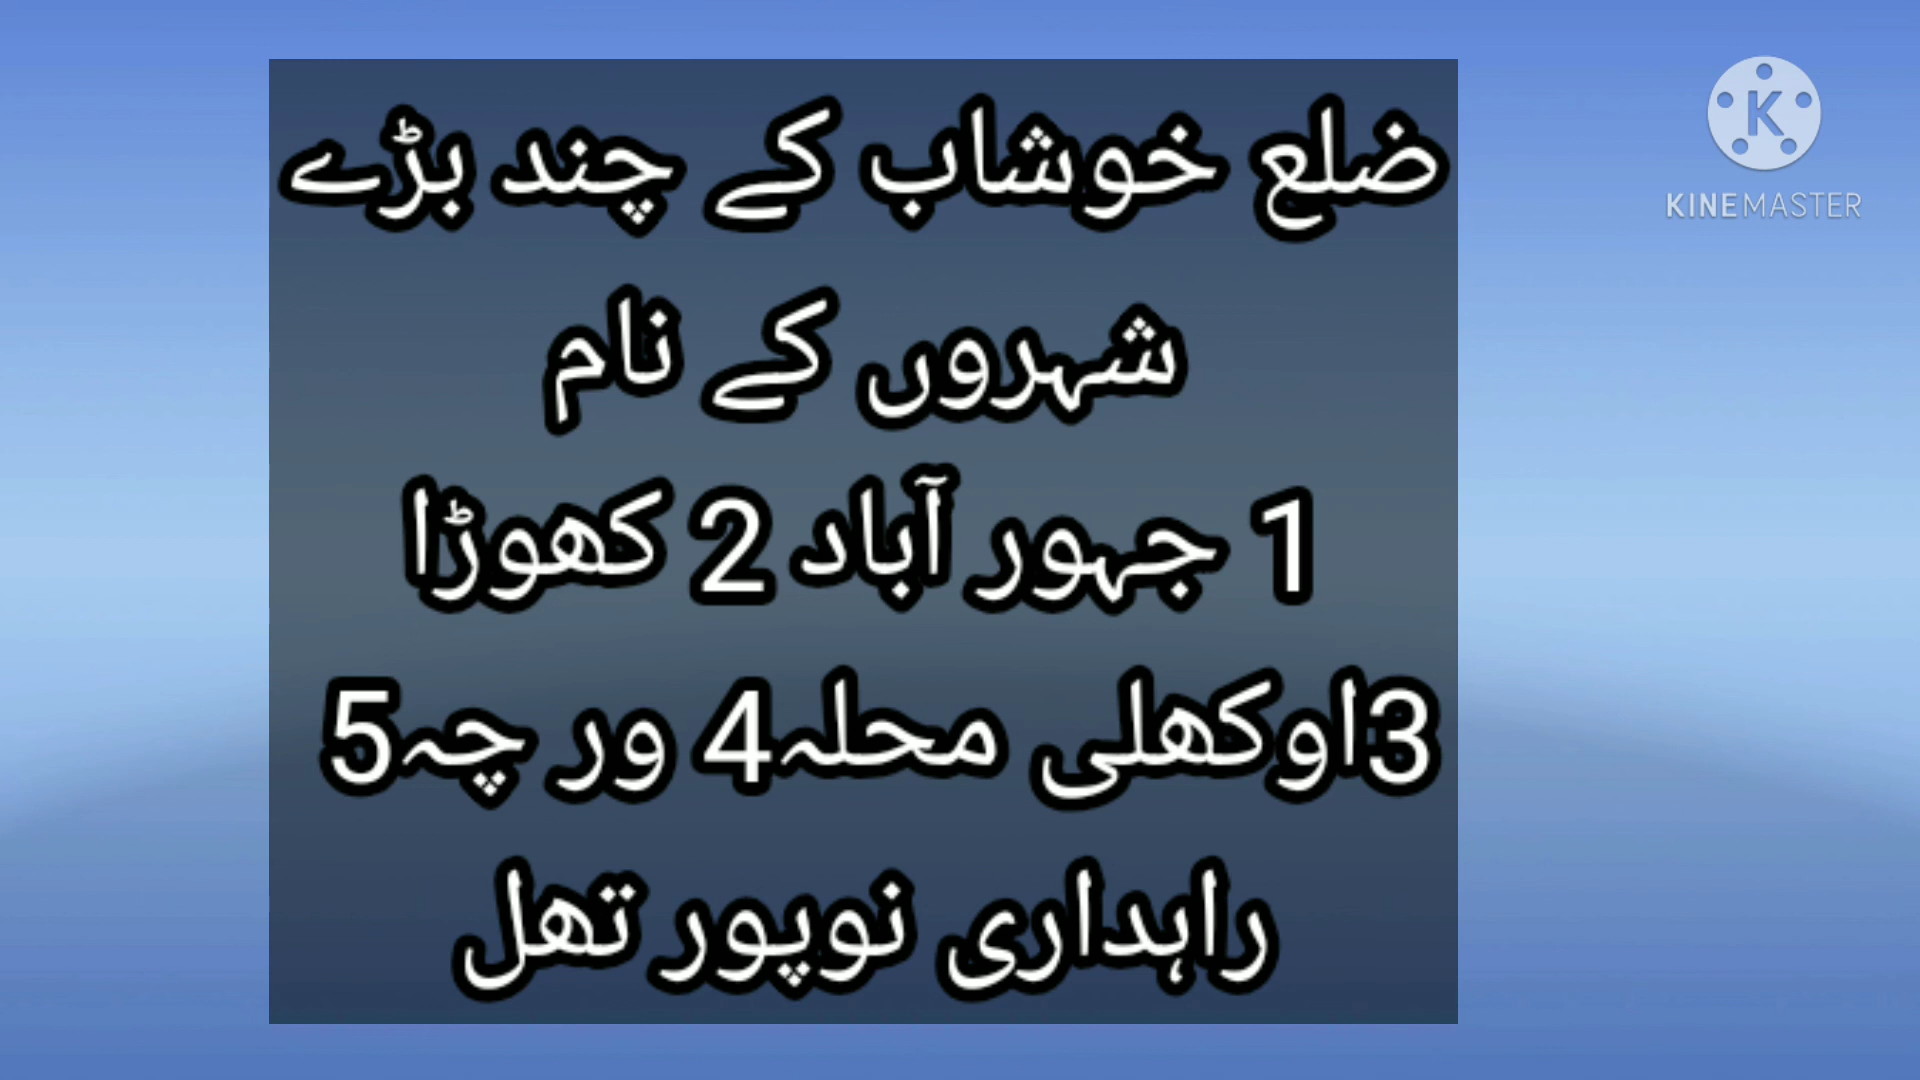 ضلع خوشاب کے چند بڑے
شہروں کے نام
1 جہور آباد 2 کھوڑا
3اوکھلی محلہ4 ور چہ5
راہداری نوپور تھل
K
KINEMASTER